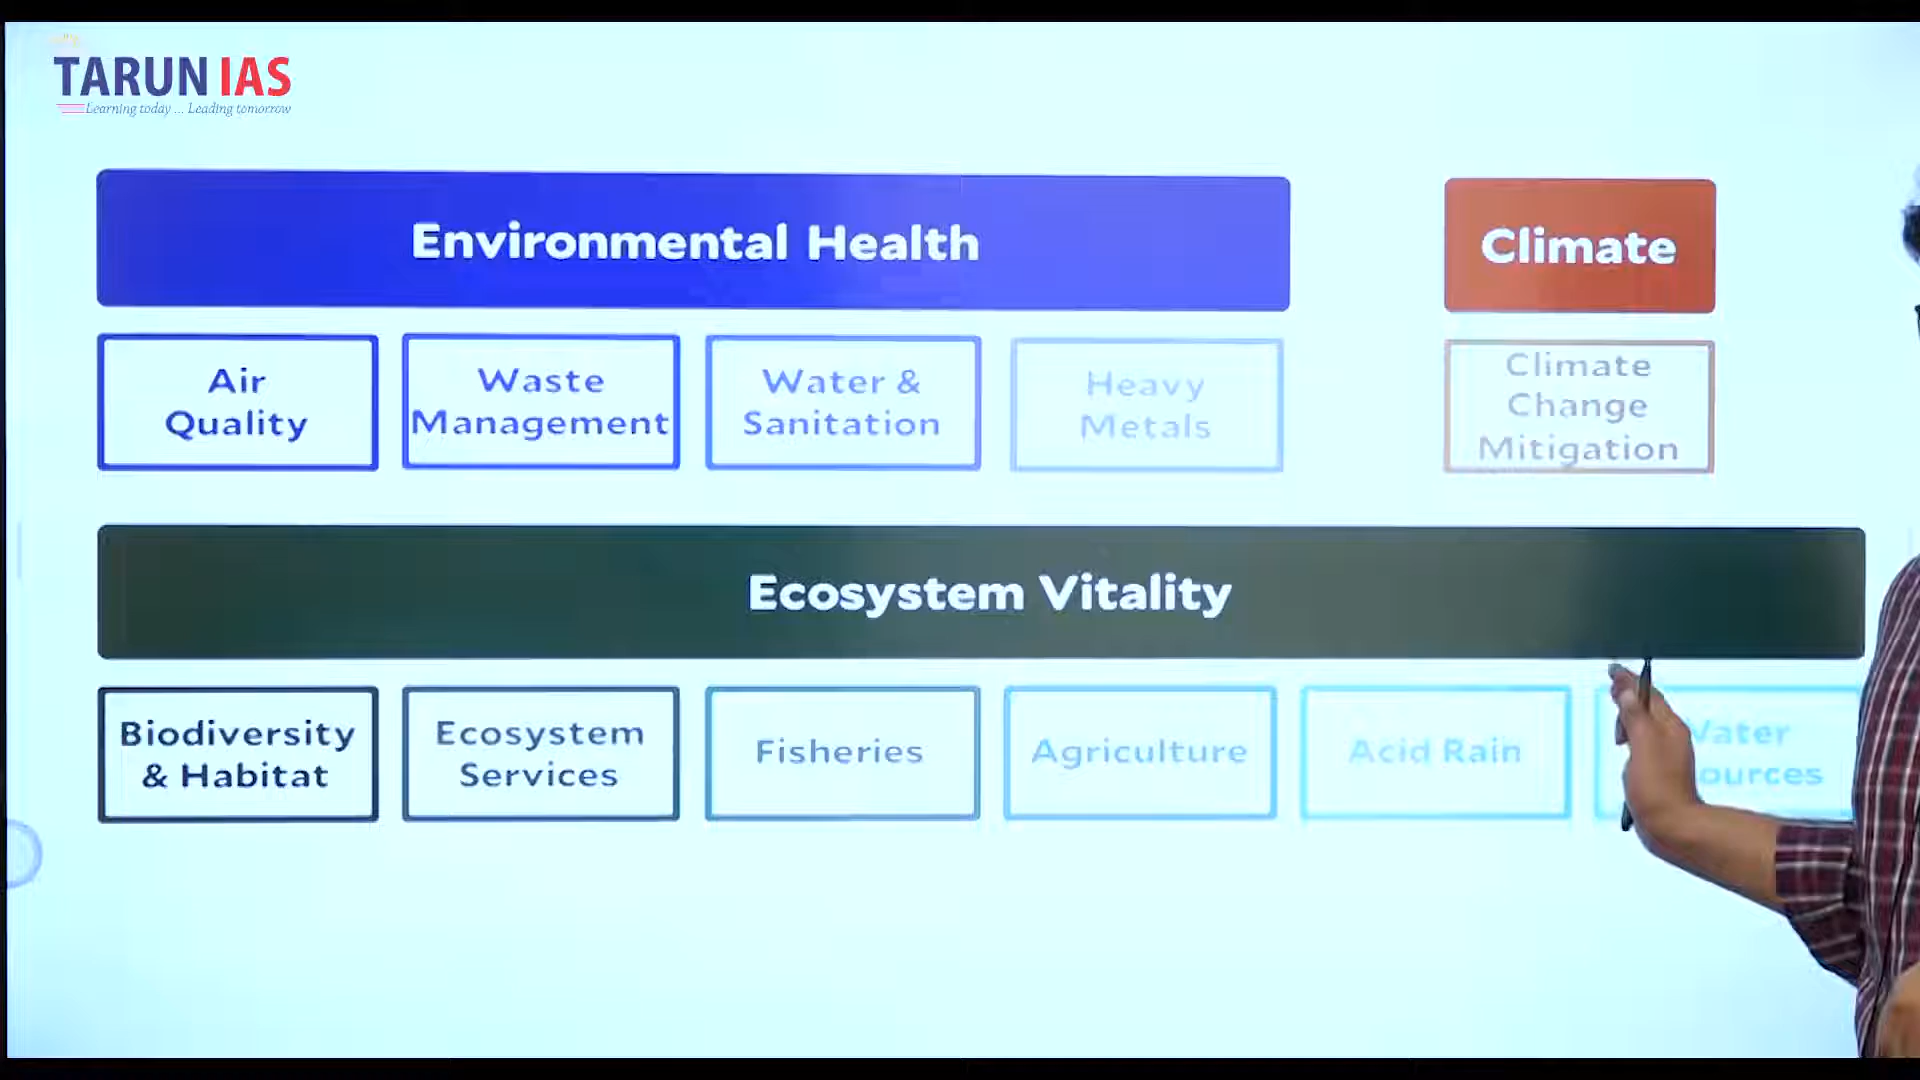 TARUN IAS
Learning today ... Leading tomorrow
Environmental Health
Climate
Air
Quality
Waste
Management
Water &
Sanitation
Heavy
Metals
Climate
Change
Mitigation
Ecosystem Vitality
Biodiversity
& Habitat
Ecosystem
Services
Fisheries
Agriculture
Acid Rain